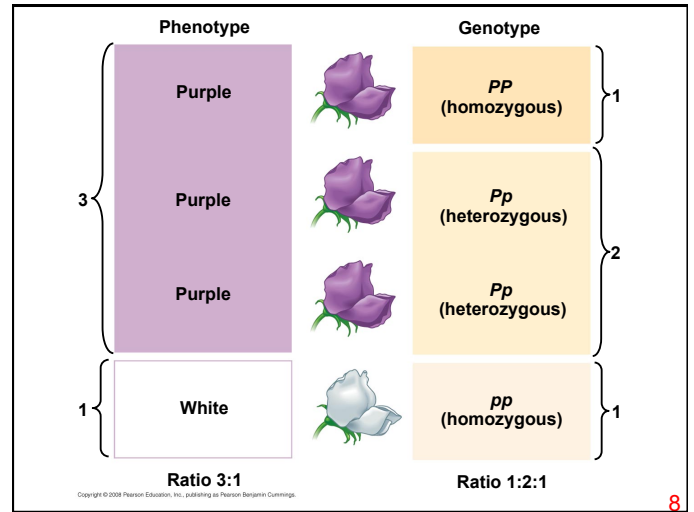 Phenotype
Genotype
Purple
PP
(homozygous)
1
3
Purple
Pp
(heterozygous)
2
Purple
Pp
(heterozygous)
1
White
pp
(homozygous)
1
Ratio 3:1
Ratio 1:2:1
Copyright © 2008 Pearson Education, Inc., publishing as Pearson Benjamin Cummings.
8